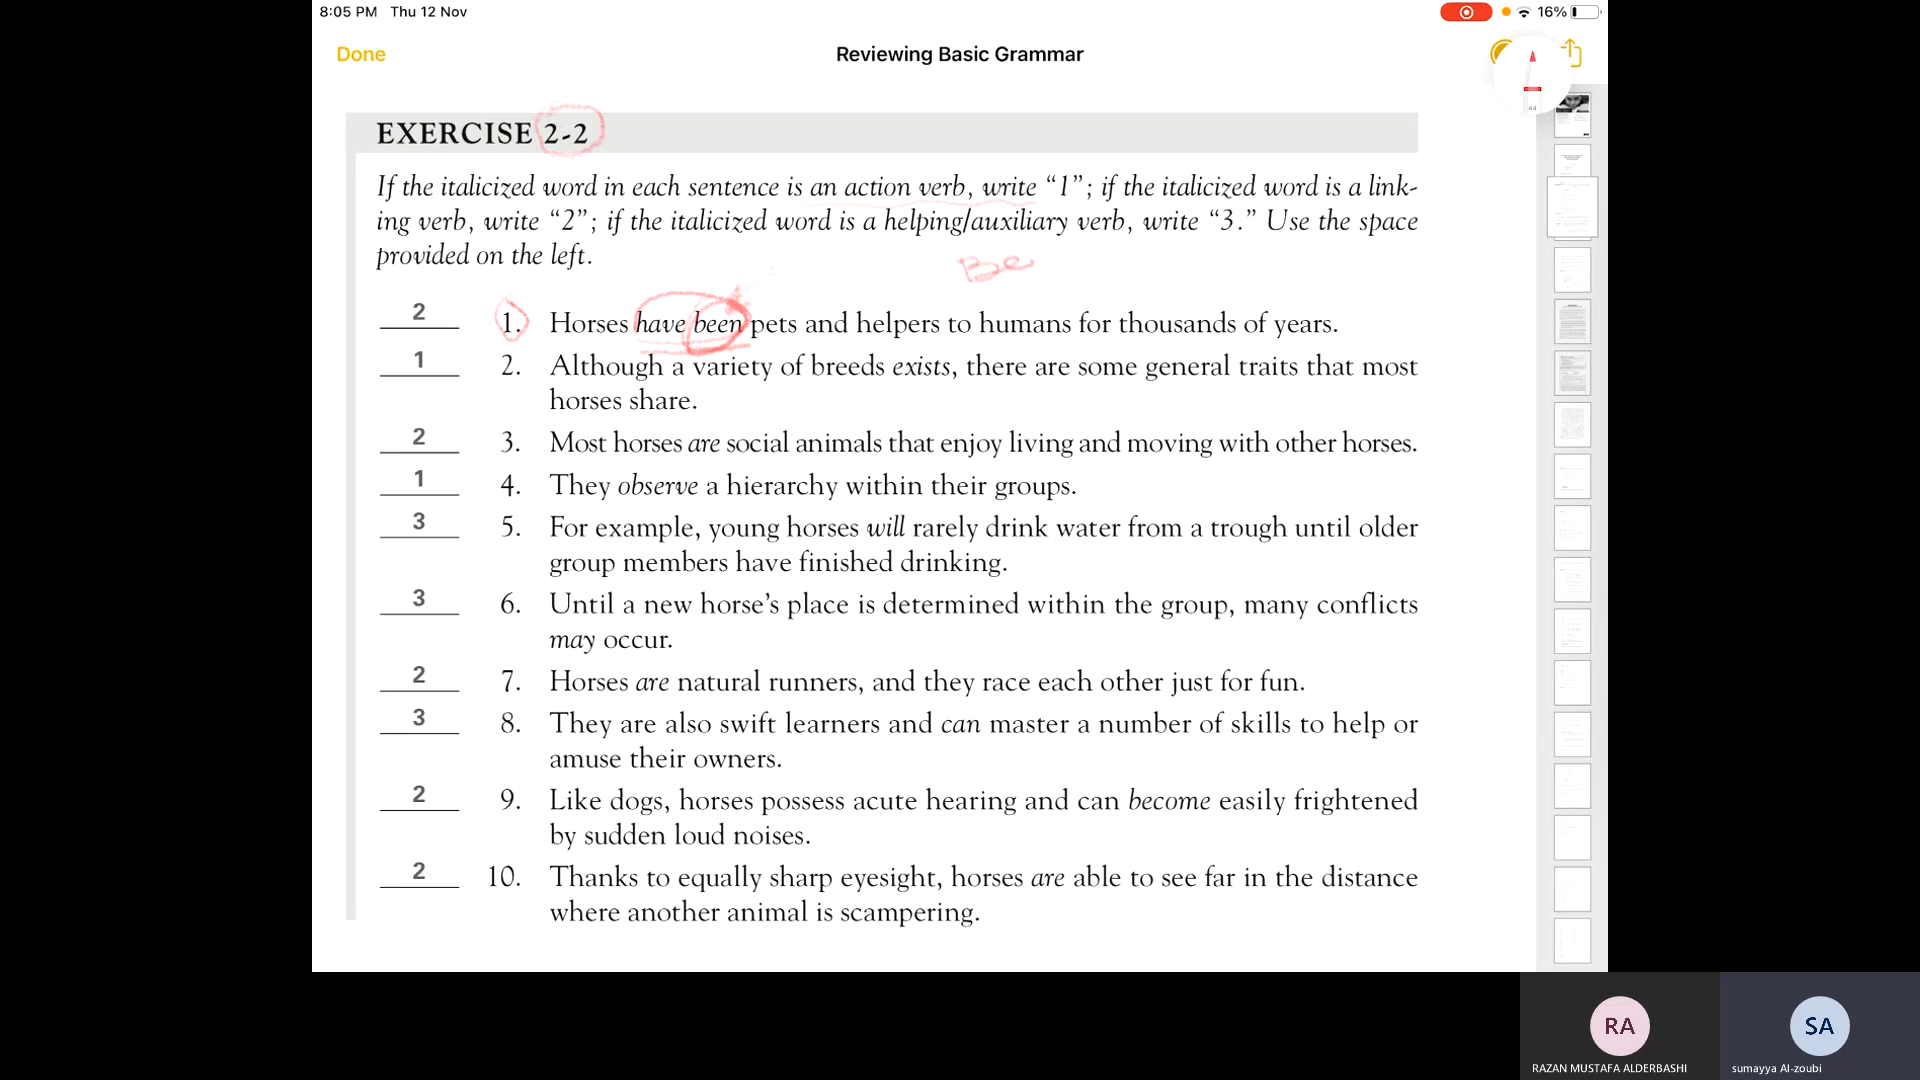 8:05 PM Thu 12 Nov
16%
Done
Reviewing Basic Grammar
44
EXERCISE 2-2
If the italicized word in each sentence is an action verb, write “1”; if the italicized word is a link-
ing verb, write “2”; if the italicized word is a helping/auxiliary verb, write “3.” Use the space
provided on the left.
Be
2 1. Horses have been pets and helpers to humans for thousands of years.
1 2. Although a variety of breeds exists, there are some general traits that most
horses share.
2 3. Most horses are social animals that enjoy living and moving with other horses.
1 4. They observe a hierarchy within their groups.
3 5. For example, young horses will rarely drink water from a trough until older
group members have finished drinking.
3 6. Until a new horse’s place is determined within the group, many conflicts
may occur.
2 7. Horses are natural runners, and they race each other just for fun.
3 8. They are also swift learners and can master a number of skills to help or
amuse their owners.
2 9. Like dogs, horses possess acute hearing and can become easily frightened
by sudden loud noises.
2 10. Thanks to equally sharp eyesight, horses are able to see far in the distance
where another animal is scampering.
RA
SA
RAZAN MUSTAFA ALDERBASHI
sumayya Al-zoubi